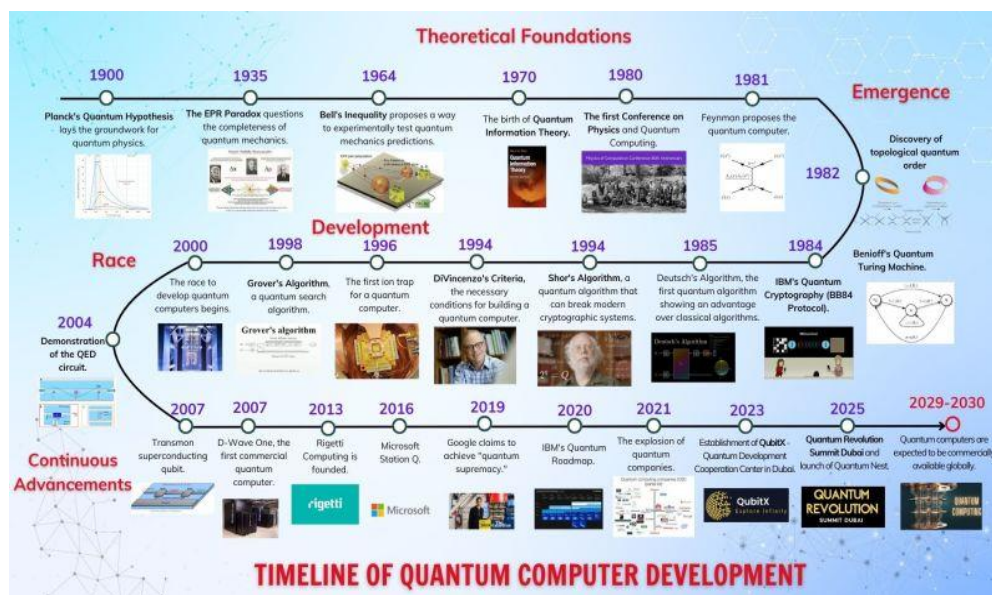 Theoretical Foundations
1900
Planck's Quantum Hypothesis
lays the groundwork for
quantum physics.
1935
The EPR Paradox questions
the completeness of
quantum mechanics.
1964
Bell's Inequality proposes a way
to experimentally test quantum
mechanics predictions.
1970
The birth of Quantum
Information Theory.
Quantum
Information
Theory
1980
The first Conference on
Physics and Quantum
Computing.
1981
Feynman proposes the
quantum computer.
Emergence
1982
Discovery of
topological quantum
order
Benioff's Quantum
Turing Machine.
Development
1984
IBM's Quantum
Cryptography (BB84
Protocol).
1985
Deutsch's Algorithm, the
first quantum algorithm
showing an advantage
over classical algorithms.
Deutsch's Algorithm
1994
Shor's Algorithm, a
quantum algorithm that
can break modern
cryptographic systems.
1994
DiVincenzo's Criteria,
the necessary
conditions for building a
quantum computer.
1996
The first ion trap
for a quantum
computer.
1998
Grover's Algorithm,
a quantum search
algorithm.
Grover's algorithm
Race
2000
The race to
develop quantum
computers begins.
2004
Demonstration
of the QED
circuit.
Continuous
Advancements
2007
Transmon
superconducting
qubit.
2007
D-Wave One, the
first commercial
quantum
computer.
2013
Rigetti
Computing is
founded.
rigetti
2016
Microsoft
Station Q.
Microsoft
2019
Google claims to
achieve "quantum
supremacy."
2020
IBM's Quantum
Roadmap.
2021
The explosion of
quantum
companies.
2023
Establishment of QubitX -
Quantum Development
Cooperation Center in Dubai.
QubitX
Explore Infinity
2025
Quantum Revolution
Summit Dubai and
launch of Quantum Nest.
QUANTUM
REVOLUTION
SUMMIT DUBAI
2029-2030
Quantum computers are
expected to be commercially
available globally.
QUANTUM
COMPUTING
TIMELINE OF QUANTUM COMPUTER DEVELOPMENT